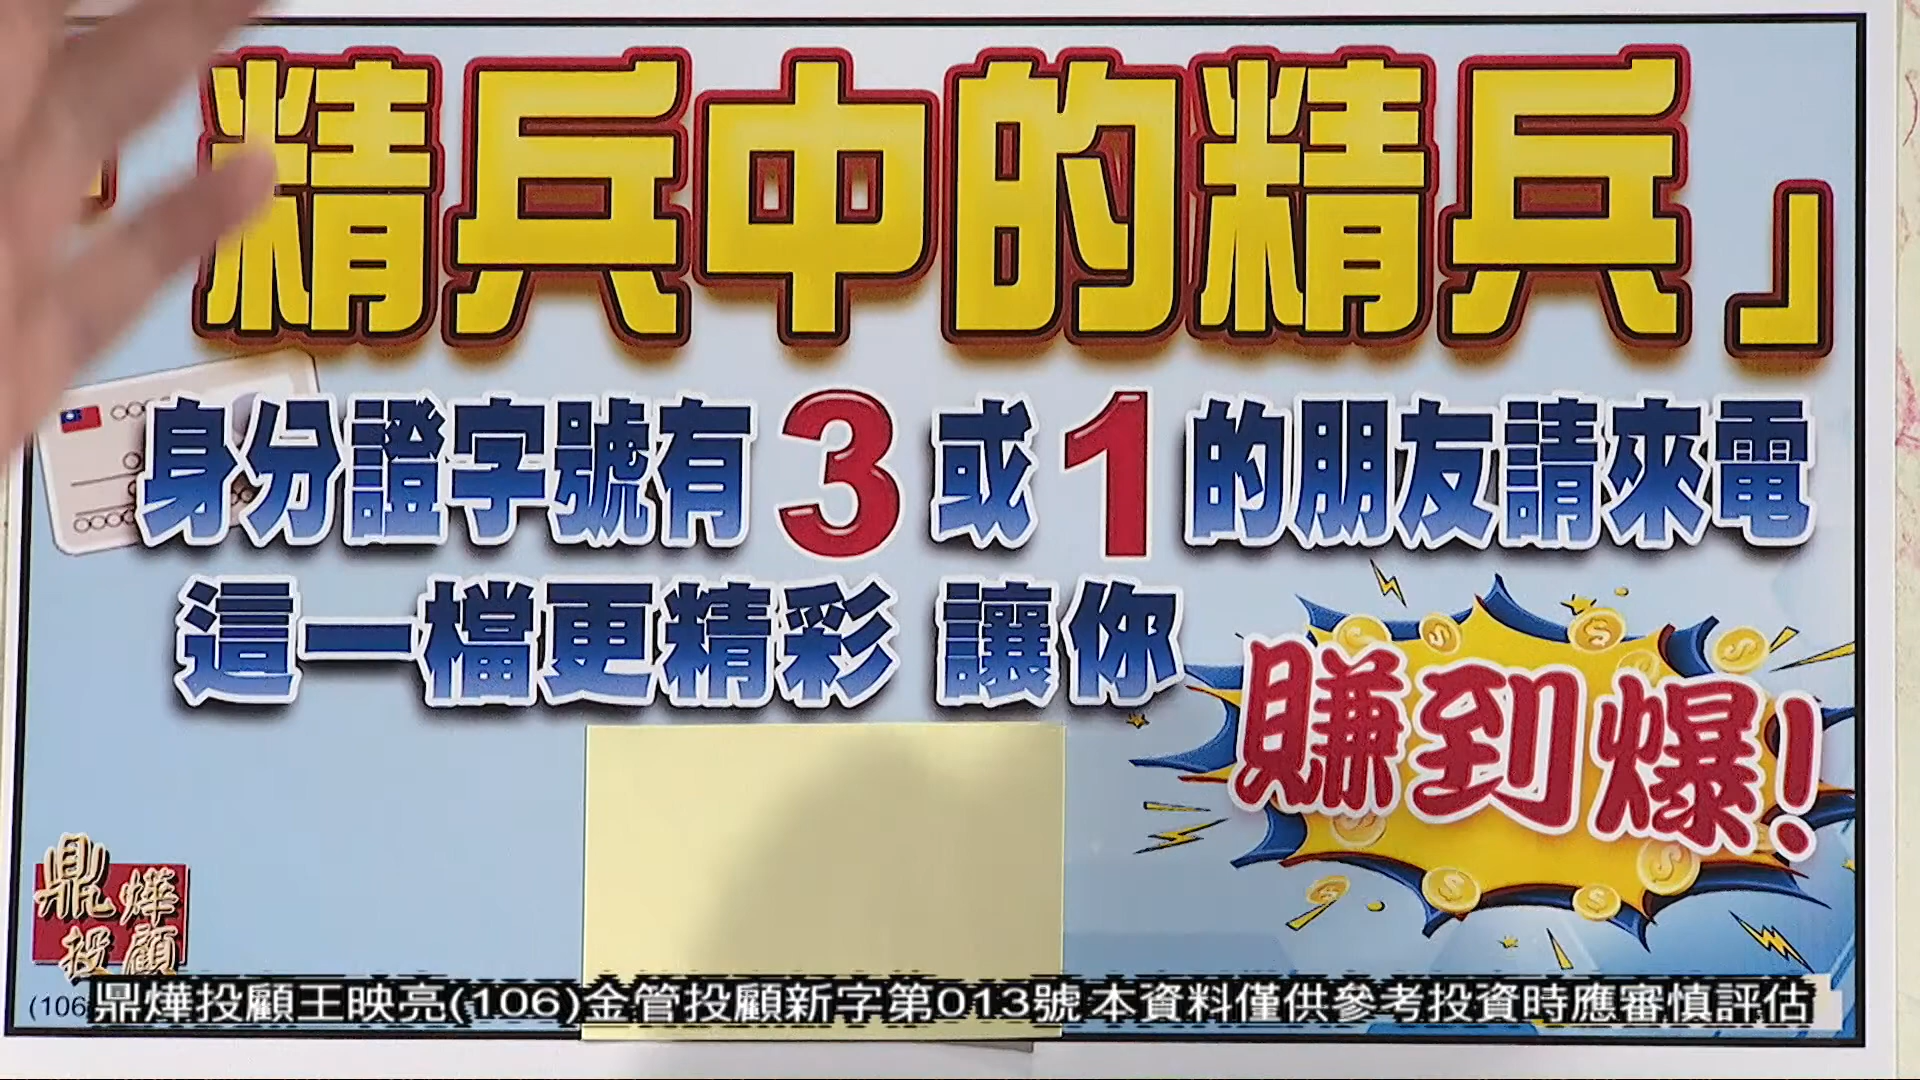 「精兵中的精兵」
身分證字號有3或1的朋友請來電
這一檔更精彩 讓你
賺到爆!
鼎燁
投顧
(106
鼎燁投顧王映亮(106)金管投顧新字第013號 本資料僅供參考投資時應審慎評估